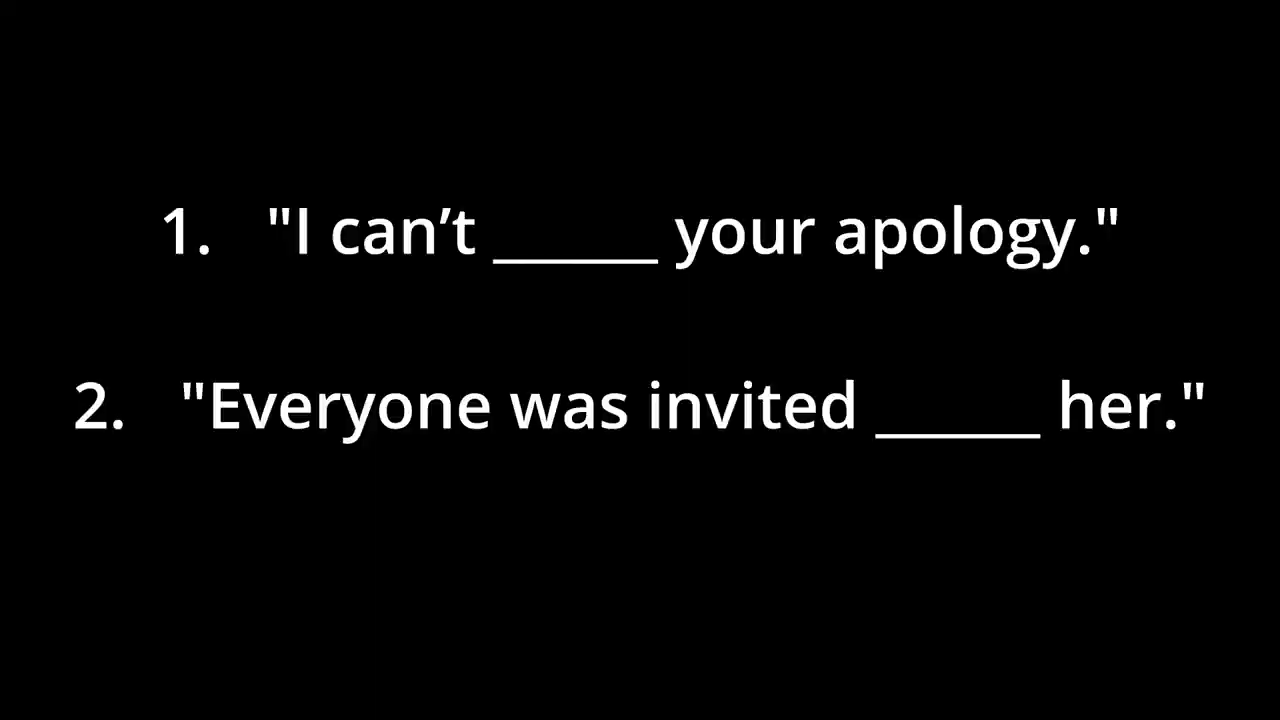 1. "I can’t ______ your apology."
2. "Everyone was invited ______ her."